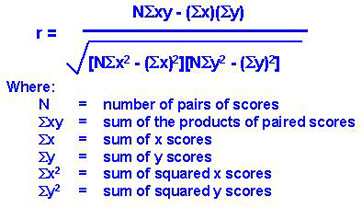 r = NΣxy - (Σx)(Σy)
√[NΣx² - (Σx)²][NΣy² - (Σy)²]
Where:
N = number of pairs of scores
Σxy = sum of the products of paired scores
Σx = sum of x scores
Σy = sum of y scores
Σx² = sum of squared x scores
Σy² = sum of squared y scores